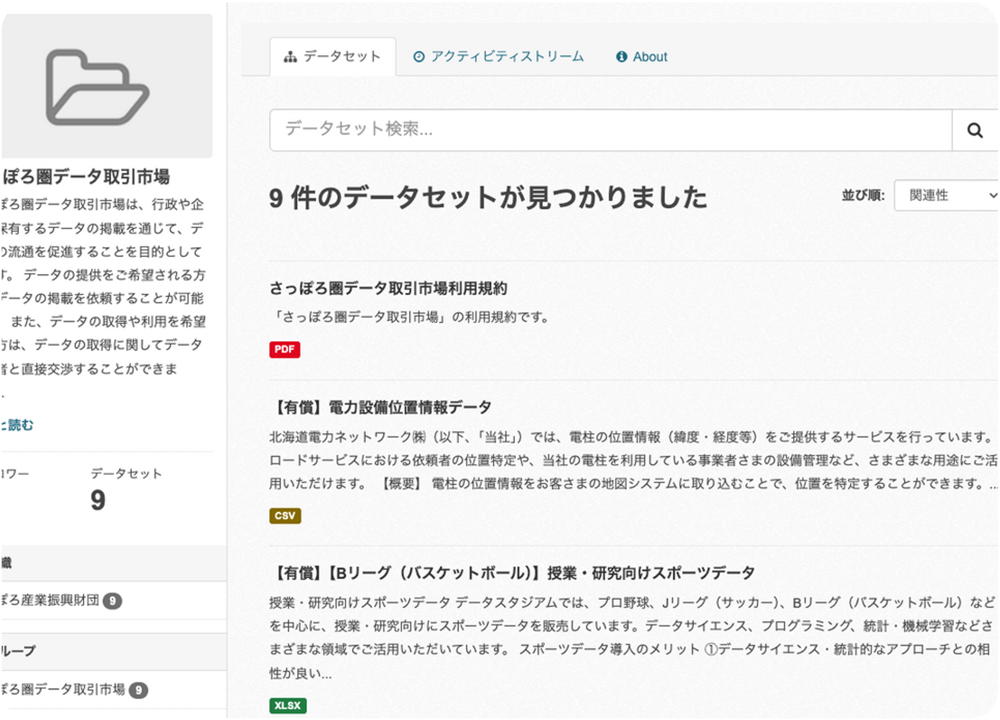 ぽろ圏データ取引市場
ぽろ圏データ取引市場は、行政や企
保有するデータの掲載を通じて、デ
の流通を促進することを目的として
す。 データの提供をご希望される方
データの掲載を依頼することが可能
また、データの取得や利用を希望
方は、データの取得に関してデータ
者と直接交渉することができま
.
と読む
ロワー
データセット
9
織
ぽろ産業振興財団 9
ループ
ぽろ圏データ取引市場 9
データセット
アクティビティストリーム
About
データセット検索...
9 件のデータセットが見つかりました
並び順: 関連性
さっぽろ圏データ取引市場利用規約
「さっぽろ圏データ取引市場」の利用規約です。
PDF
【有償】電力設備位置情報データ
北海道電力ネットワーク㈱（以下、「当社」）では、電柱の位置情報（緯度・経度等）をご提供するサービスを行っています。
ロードサービスにおける依頼者の位置特定や、当社の電柱を利用している事業者さまの設備管理など、さまざまな用途にご活
用いただけます。 【概要】 電柱の位置情報をお客さまの地図システムに取り込むことで、位置を特定することができます。...
CSV
【有償】【Bリーグ（バスケットボール）】授業・研究向けスポーツデータ
授業・研究向けスポーツデータ データスタジアムでは、プロ野球、Jリーグ（サッカー）、Bリーグ（バスケットボール）など
を中心に、授業・研究向けにスポーツデータを販売しています。データサイエンス、プログラミング、統計・機械学習などさ
まざまな領域でご活用いただいています。 スポーツデータ導入のメリット ①データサイエンス・統計的なアプローチとの相
性が良い...
XLSX